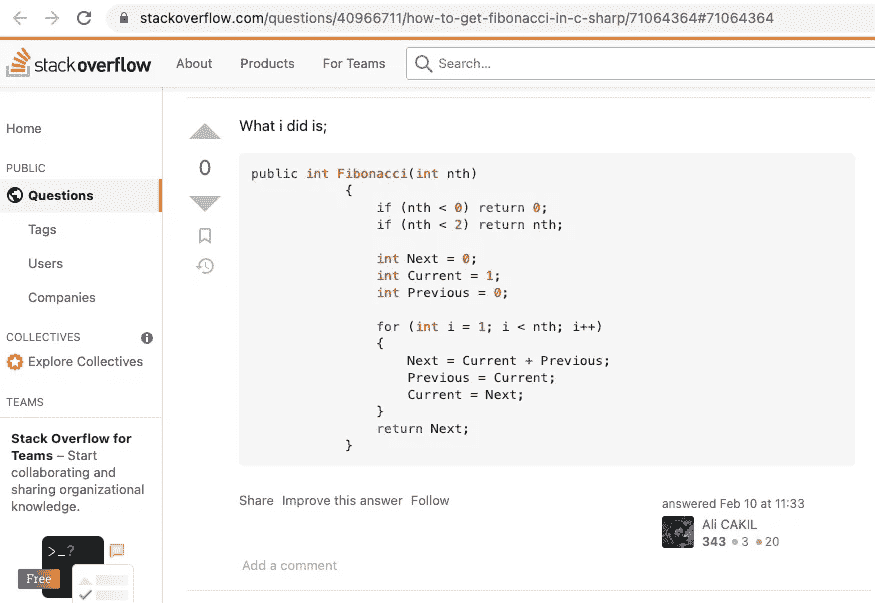 stackoverflow.com/questions/40966711/how-to-get-fibonacci-in-c-sharp/71064364#71064364
stackoverflow
About
Products
For Teams
Search...
Home
PUBLIC
Questions
Tags
Users
Companies
COLLECTIVES
Explore Collectives
TEAMS
Stack Overflow for
Teams – Start
collaborating and
sharing organizational
knowledge.
>_?
Free
0
What i did is;
public int Fibonacci(int nth)
{
if (nth < 0) return 0;
if (nth < 2) return nth;
int Next = 0;
int Current = 1;
int Previous = 0;
for (int i = 1; i < nth; i++)
{
Next = Current + Previous;
Previous = Current;
Current = Next;
}
return Next;
}
Share Improve this answer Follow
answered Feb 10 at 11:33
Ali CAKIL
343 3 20
Add a comment